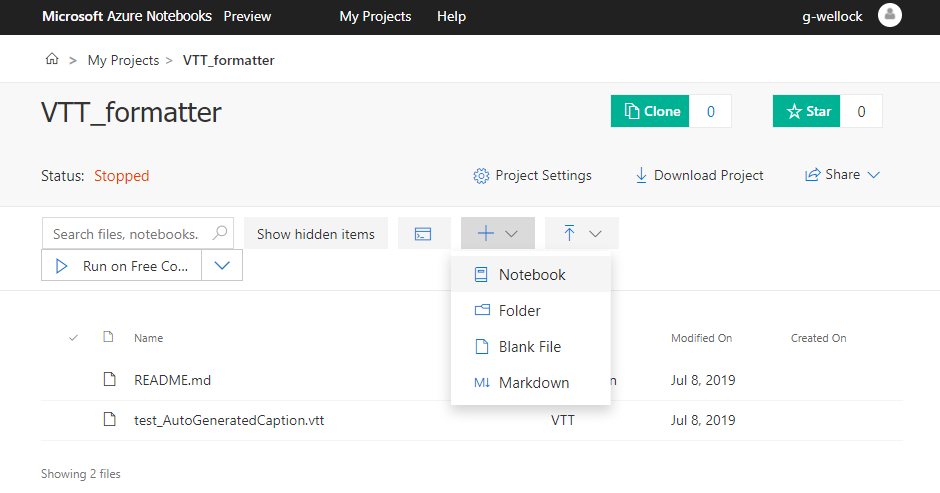 Microsoft Azure Notebooks Preview My Projects Help g-wellock
> My Projects > VTT_formatter
VTT_formatter
Clone 0 Star 0
Status: Stopped Project Settings Download Project Share
Search files, notebooks. Show hidden items
Run on Free Co...
Notebook
Folder
Blank File
Markdown
Name Modified On Created On
README.md n Jul 8, 2019
test_AutoGeneratedCaption.vtt VTT Jul 8, 2019
Showing 2 files